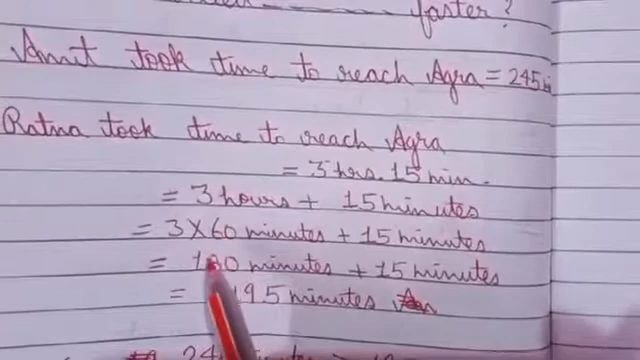 faster?
Amit took time to reach Agra = 245
Ratna took time to reach Agra
= 3 hrs. 15 min.
= 3 hours + 15 minutes
= 3 × 60 minutes + 15 minutes
= 180 minutes + 15 minutes
= 195 minutes